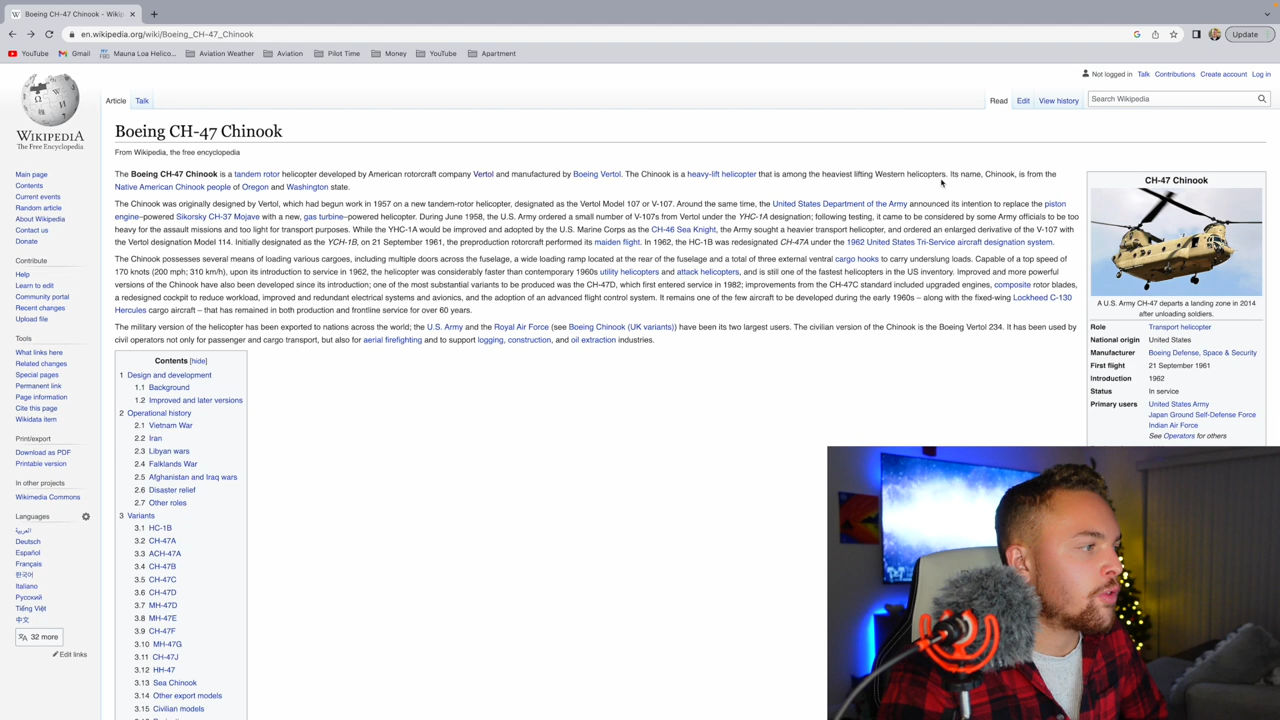 Boeing CH-47 Chinook - Wikip
en.wikipedia.org/wiki/Boeing_CH-47_Chinook
Update
YouTube
Gmail
Mauna Loa Helico...
Aviation Weather
Aviation
Pilot Time
Money
YouTube
Apartment
Not logged in Talk Contributions Create account Log in
Article Talk
Read Edit View history
Search Wikipedia
WIKIPEDIA
The Free Encyclopedia
Main page
Contents
Current events
Random article
About Wikipedia
Contact us
Donate
Contribute
Help
Learn to edit
Community portal
Recent changes
Upload file
Tools
What links here
Related changes
Special pages
Permanent link
Page information
Cite this page
Wikidata item
Print/export
Download as PDF
Printable version
In other projects
Wikimedia Commons
Languages
العربية
Deutsch
Español
Français
한국어
Italiano
Русский
Tiếng Việt
中文
32 more
Edit links
Boeing CH-47 Chinook
From Wikipedia, the free encyclopedia
The Boeing CH-47 Chinook is a tandem rotor helicopter developed by American rotorcraft company Vertol and manufactured by Boeing Vertol. The Chinook is a heavy-lift helicopter that is among the heaviest lifting Western helicopters. Its name, Chinook, is from the
Native American Chinook people of Oregon and Washington state.
The Chinook was originally designed by Vertol, which had begun work in 1957 on a new tandem-rotor helicopter, designated as the Vertol Model 107 or V-107. Around the same time, the United States Department of the Army announced its intention to replace the piston
engine–powered Sikorsky CH-37 Mojave with a new, gas turbine–powered helicopter. During June 1958, the U.S. Army ordered a small number of V-107s from Vertol under the YHC-1A designation; following testing, it came to be considered by some Army officials to be too
heavy for the assault missions and too light for transport purposes. While the YHC-1A would be improved and adopted by the U.S. Marine Corps as the CH-46 Sea Knight, the Army sought a heavier transport helicopter, and ordered an enlarged derivative of the V-107 with
the Vertol designation Model 114. Initially designated as the YCH-1B, on 21 September 1961, the preproduction rotorcraft performed its maiden flight. In 1962, the HC-1B was redesignated CH-47A under the 1962 United States Tri-Service aircraft designation system.
The Chinook possesses several means of loading various cargoes, including multiple doors across the fuselage, a wide loading ramp located at the rear of the fuselage and a total of three external ventral cargo hooks to carry underslung loads. Capable of a top speed of
170 knots (200 mph; 310 km/h), upon its introduction to service in 1962, the helicopter was considerably faster than contemporary 1960s utility helicopters and attack helicopters, and is still one of the fastest helicopters in the US inventory. Improved and more powerful
versions of the Chinook have also been developed since its introduction; one of the most substantial variants to be produced was the CH-47D, which first entered service in 1982; improvements from the CH-47C standard included upgraded engines, composite rotor blades,
a redesigned cockpit to reduce workload, improved and redundant electrical systems and avionics, and the adoption of an advanced flight control system. It remains one of the few aircraft to be developed during the early 1960s – along with the fixed-wing Lockheed C-130
Hercules cargo aircraft – that has remained in both production and frontline service for over 60 years.
The military version of the helicopter has been exported to nations across the world; the U.S. Army and the Royal Air Force (see Boeing Chinook (UK variants)) have been its two largest users. The civilian version of the Chinook is the Boeing Vertol 234. It has been used by
civil operators not only for passenger and cargo transport, but also for aerial firefighting and to support logging, construction, and oil extraction industries.
Contents [hide]
1 Design and development
1.1 Background
1.2 Improved and later versions
2 Operational history
2.1 Vietnam War
2.2 Iran
2.3 Libyan wars
2.4 Falklands War
2.5 Afghanistan and Iraq wars
2.6 Disaster relief
2.7 Other roles
3 Variants
3.1 HC-1B
3.2 CH-47A
3.3 ACH-47A
3.4 CH-47B
3.5 CH-47C
3.6 CH-47D
3.7 MH-47D
3.8 MH-47E
3.9 CH-47F
3.10 MH-47G
3.11 CH-47J
3.12 HH-47
3.13 Sea Chinook
3.14 Other export models
3.15 Civilian models
CH-47 Chinook
A U.S. Army CH-47 departs a landing zone in 2014
after unloading soldiers.
Role Transport helicopter
National origin United States
Manufacturer Boeing Defense, Space & Security
First flight 21 September 1961
Introduction 1962
Status In service
Primary users United States Army
Japan Ground Self-Defense Force
Indian Air Force
See Operators for others